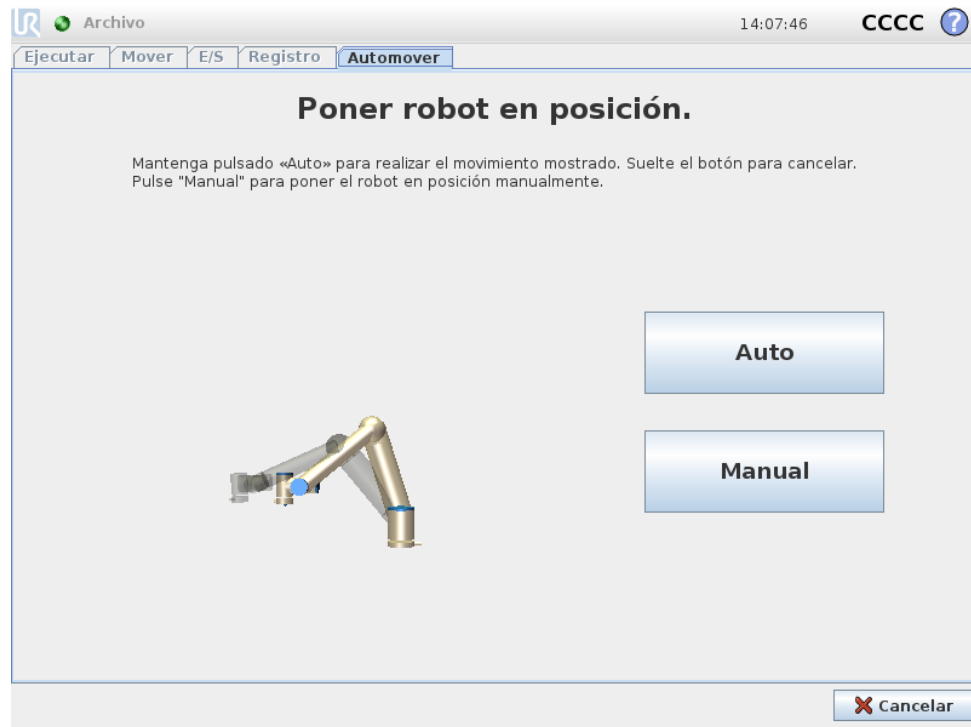 UR Archivo 14:07:46 CCCC ?
Ejecutar Mover E/S Registro Automover
Poner robot en posición.
Mantenga pulsado «Auto» para realizar el movimiento mostrado. Suelte el botón para cancelar.
Pulse "Manual" para poner el robot en posición manualmente.
Auto
Manual
Cancelar